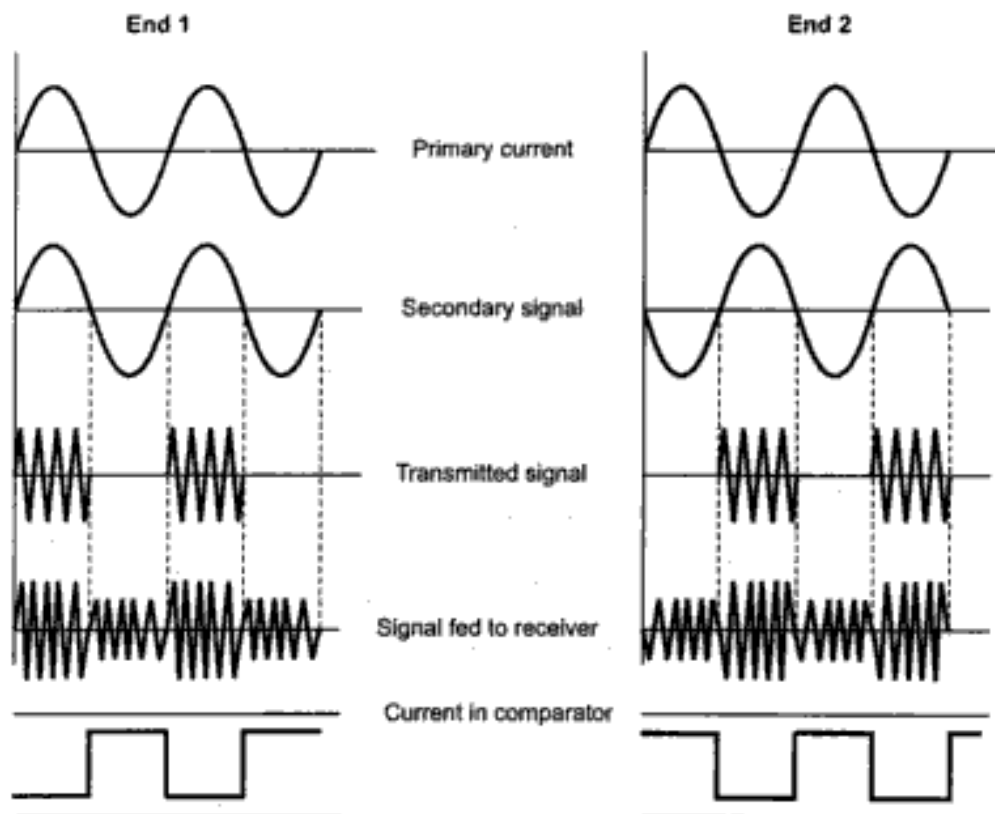 End 1
End 2
Primary current
Secondary signal
Transmitted signal
Signal fed to receiver
Current in comparator